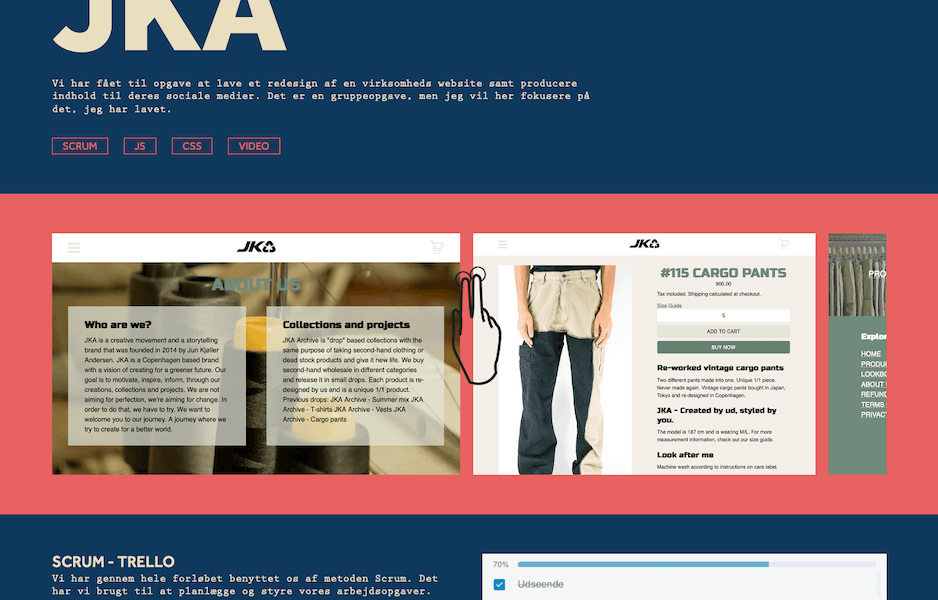 JKA
Vi har fået til opgave at lave et redesign af en virksomheds website samt producere
indhold til deres sociale medier. Det er en gruppeopgave, men jeg vil her fokusere på
det, jeg har lavet.
SCRUM JS CSS VIDEO
JKA
ABOUT US
Who are we?
JKA is a creative movement and a storytelling
brand that was founded in 2014 by Jun Kjøller
Andersen. JKA is a Copenhagen based brand
with a vision of creating for a greener future. Our
goal is to motivate, inspire, inform, through our
creations, collections and projects. We are not
aiming for perfection, we're aiming for change. In
order to do that, we have to try. We want to
welcome you to our journey. A journey where we
try to create for a better world.
Collections and projects
JKA Archive is "drop" based collections with the
same purpose of taking second-hand clothing or
dead stock products and give it new life. We buy
second-hand wholesale in different categories
and release it in small drops. Each product is re-
designed by us and is a unique 1/1 product.
Previous drops: JKA Archive - Summer mix JKA
Archive - T-shirts JKA Archive - Vests JKA
Archive - Cargo pants
JKA
#115 CARGO PANTS
900.00
Tax included. Shipping calculated at checkout.
Size Guide
S
ADD TO CART
BUY NOW
Re-worked vintage cargo pants
Two different pants made into one. Unique 1/1 piece.
Never made again. Vintage cargo pants bought in Japan,
Tokyo and re-designed in Copenhagen.
JKA - Created by ud, styled by
you.
The model is 187 cm and is wearing M/L. For more
measurement information, check out our size guide.
Look after me
Machine wash according to instructions on care label.
PRO
Explor
HOME
PRODUC
LOOKBO
ABOUT
REFUND
TERMS
PRIVAC
SCRUM - TRELLO
Vi har gennem hele forløbet benyttet os af metoden Scrum. Det
har vi brugt til at planlægge og styre vores arbejdsopgaver.
70%
Udseende